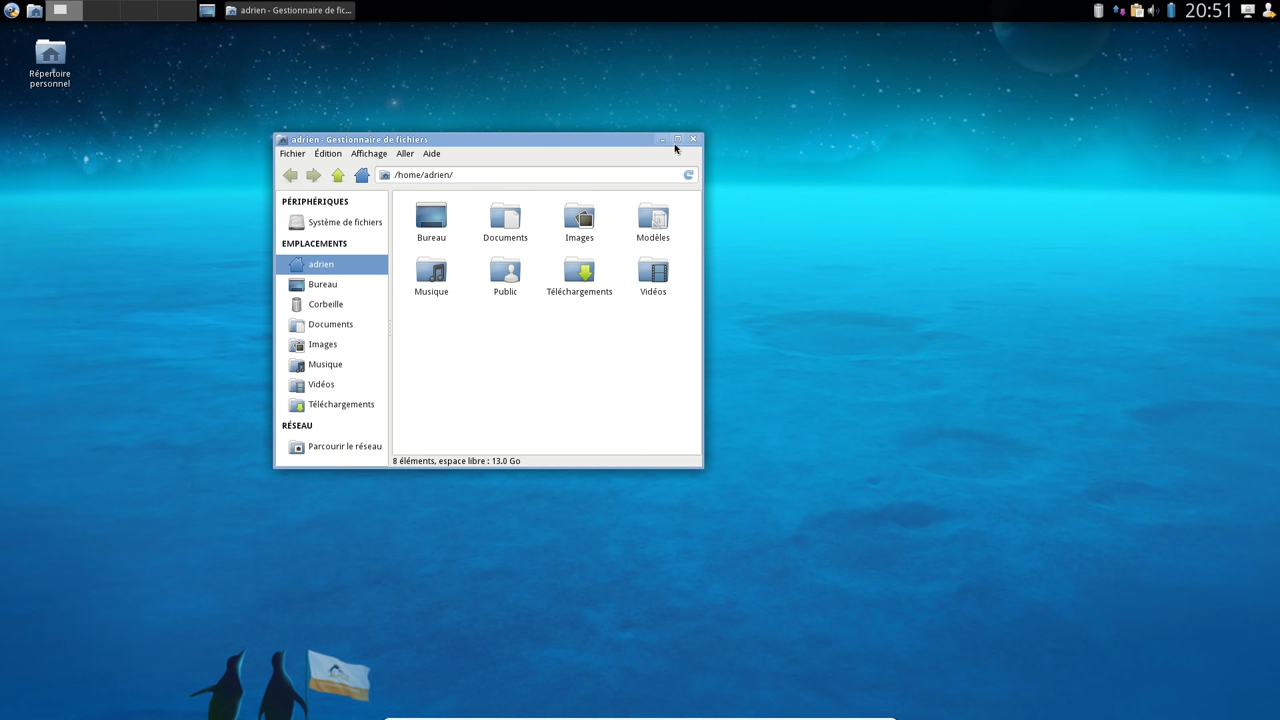 adrien - Gestionnaire de fic...
20:51
Répertoire
personnel
adrien - Gestionnaire de fichiers
Fichier Édition Affichage Aller Aide
/home/adrien/
PÉRIPHÉRIQUES
Système de fichiers
EMPLACEMENTS
adrien
Bureau
Corbeille
Documents
Images
Musique
Vidéos
Téléchargements
RÉSEAU
Parcourir le réseau
Bureau Documents Images Modèles
Musique Public Téléchargements Vidéos
8 éléments, espace libre : 13.0 Go